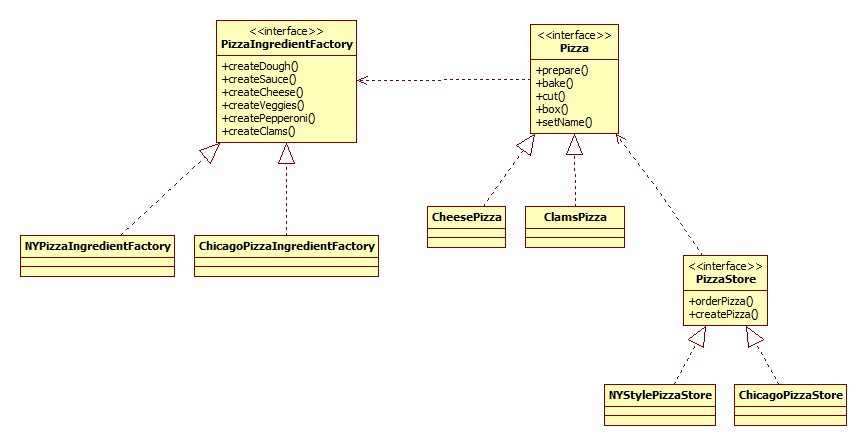 <<interface>>
PizzaIngredientFactory
+createDough()
+createSauce()
+createCheese()
+createVeggies()
+createPepperoni()
+createClams()
<<interface>>
Pizza
+prepare()
+bake()
+cut()
+box()
+setName()
NYPizzaIngredientFactory
ChicagoPizzaIngredientFactory
CheesePizza
ClamsPizza
<<interface>>
PizzaStore
+orderPizza()
+createPizza()
NYStylePizzaStore
ChicagoPizzaStore